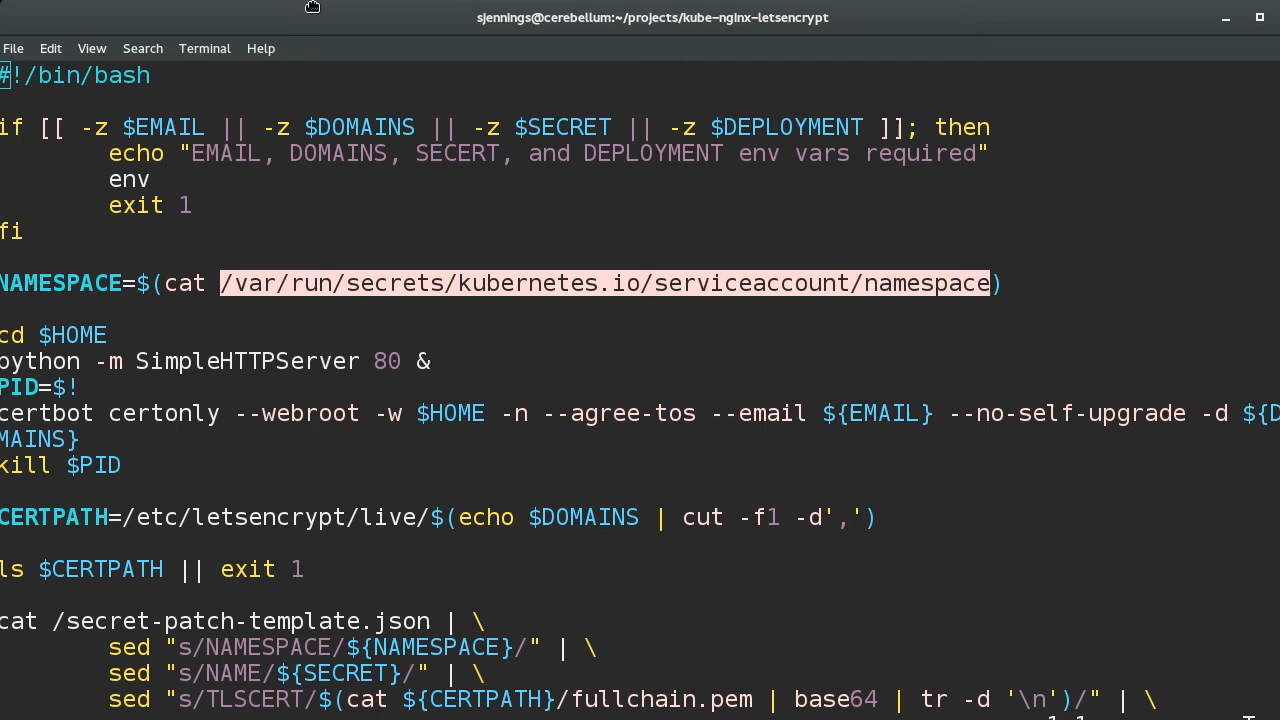 sjennings@cerebellum:~/projects/kube-nginx-letsencrypt
File Edit View Search Terminal Help
#!/bin/bash
if [[ -z $EMAIL || -z $DOMAINS || -z $SECRET || -z $DEPLOYMENT ]]; then
echo "EMAIL, DOMAINS, SECERT, and DEPLOYMENT env vars required"
env
exit 1
fi
NAMESPACE=$(cat /var/run/secrets/kubernetes.io/serviceaccount/namespace)
cd $HOME
python -m SimpleHTTPServer 80 &
PID=$!
certbot certonly --webroot -w $HOME -n --agree-tos --email ${EMAIL} --no-self-upgrade -d ${D
MAINS}
kill $PID
CERTPATH=/etc/letsencrypt/live/$(echo $DOMAINS | cut -f1 -d',')
ls $CERTPATH || exit 1
cat /secret-patch-template.json | \
sed "s/NAMESPACE/${NAMESPACE}/" | \
sed "s/NAME/${SECRET}/" | \
sed "s/TLSCERT/$(cat ${CERTPATH}/fullchain.pem | base64 | tr -d '\n')/" | \